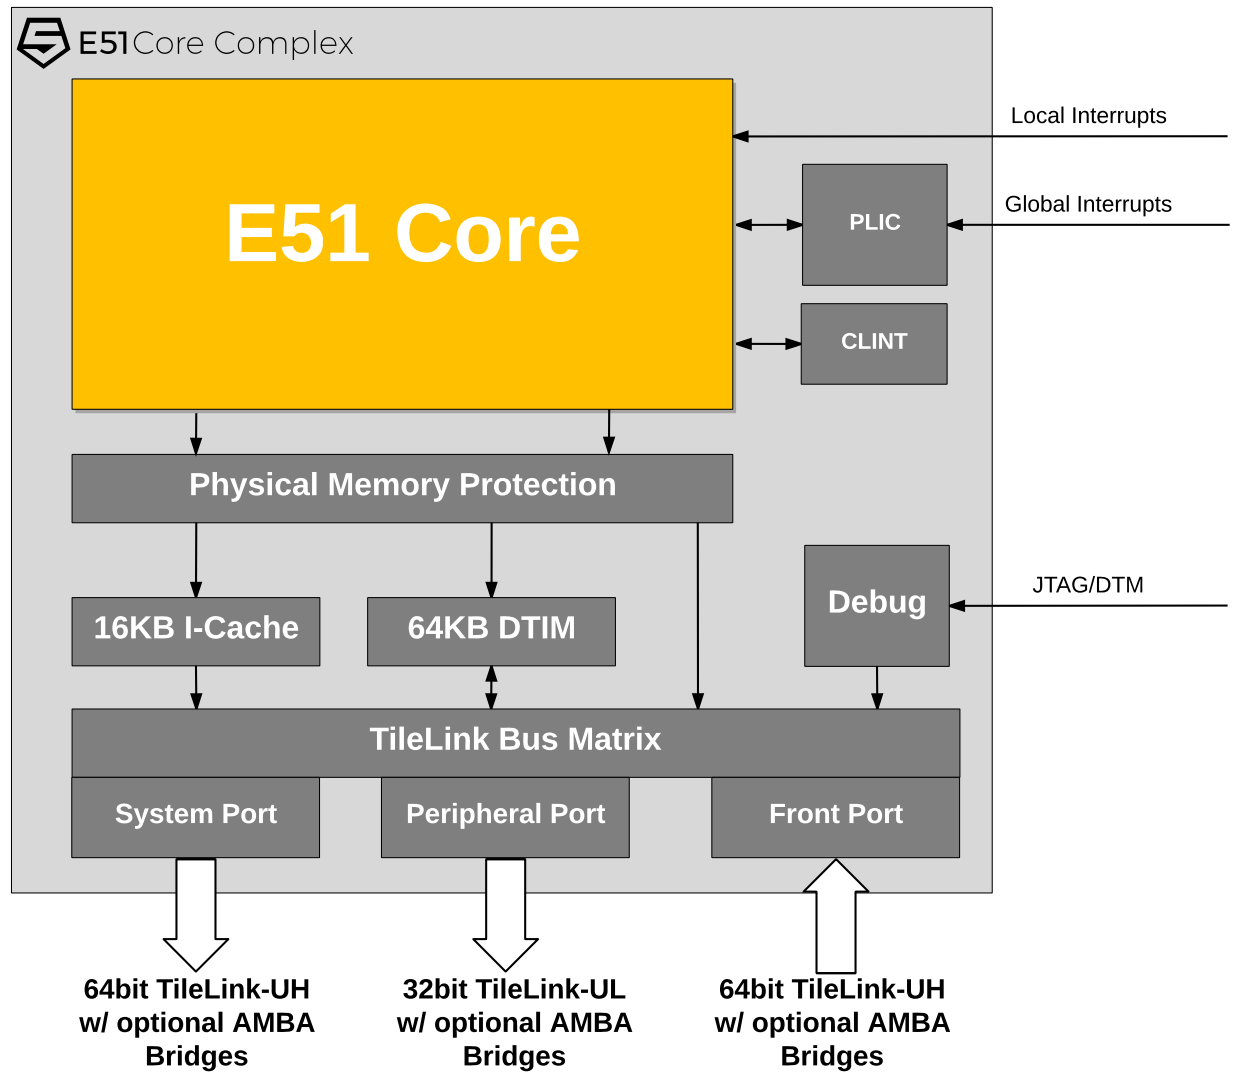 E51 Core Complex
Local Interrupts
E51 Core
PLIC
Global Interrupts
CLINT
Physical Memory Protection
Debug
JTAG/DTM
16KB I-Cache
64KB DTIM
TileLink Bus Matrix
System Port
Peripheral Port
Front Port
64bit TileLink-UH
w/ optional AMBA
Bridges
32bit TileLink-UL
w/ optional AMBA
Bridges
64bit TileLink-UH
w/ optional AMBA
Bridges